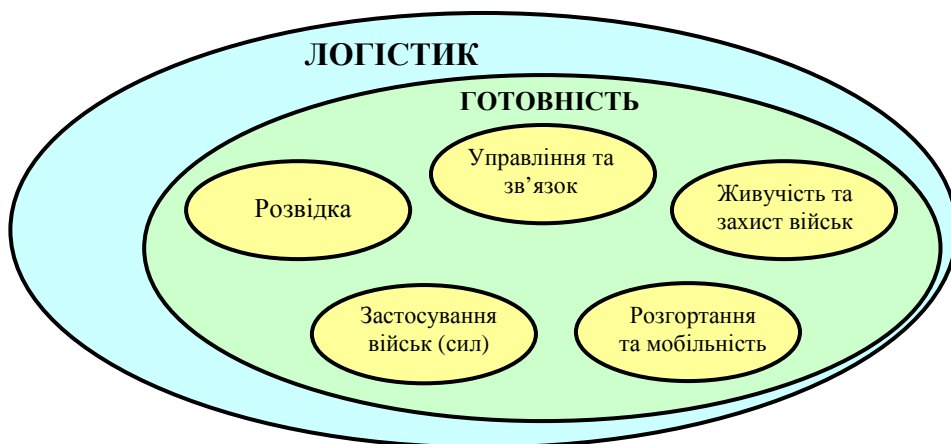 ЛОГІСТИК
ГОТОВНІСТЬ
Управління та
зв’язок
Розвідка
Живучість та
захист військ
Застосування
військ (сил)
Розгортання
та мобільність